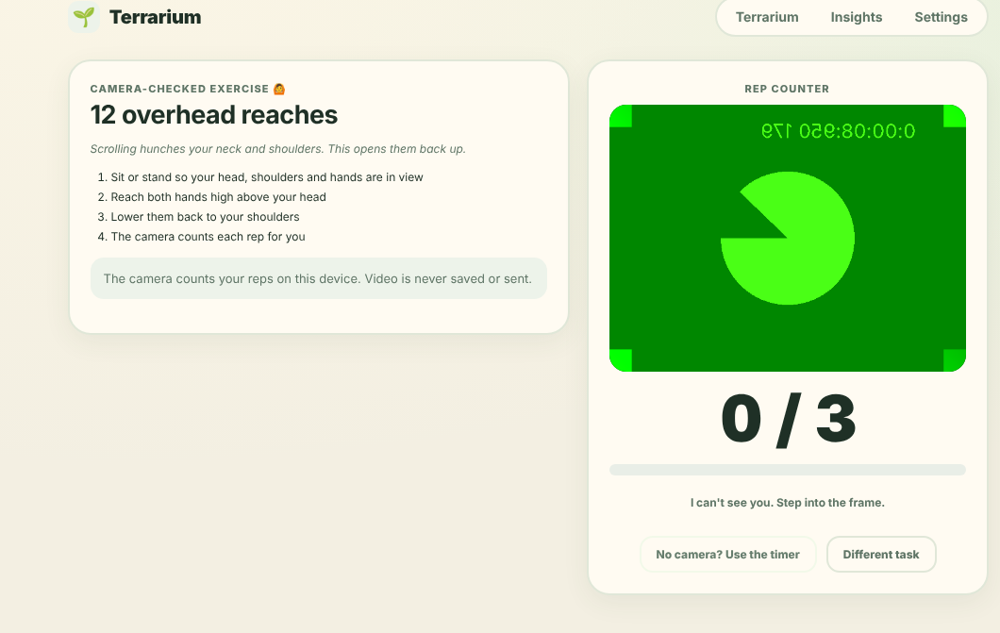 🌱 Terrarium
Terrarium Insights Settings
CAMERA-CHECKED EXERCISE 🙆
12 overhead reaches
Scrolling hunches your neck and shoulders. This opens them back up.
1. Sit or stand so your head, shoulders and hands are in view
2. Reach both hands high above your head
3. Lower them back to your shoulders
4. The camera counts each rep for you
The camera counts your reps on this device. Video is never saved or sent.
REP COUNTER
0:00:08:950 179
0 / 3
I can't see you. Step into the frame.
No camera? Use the timer
Different task